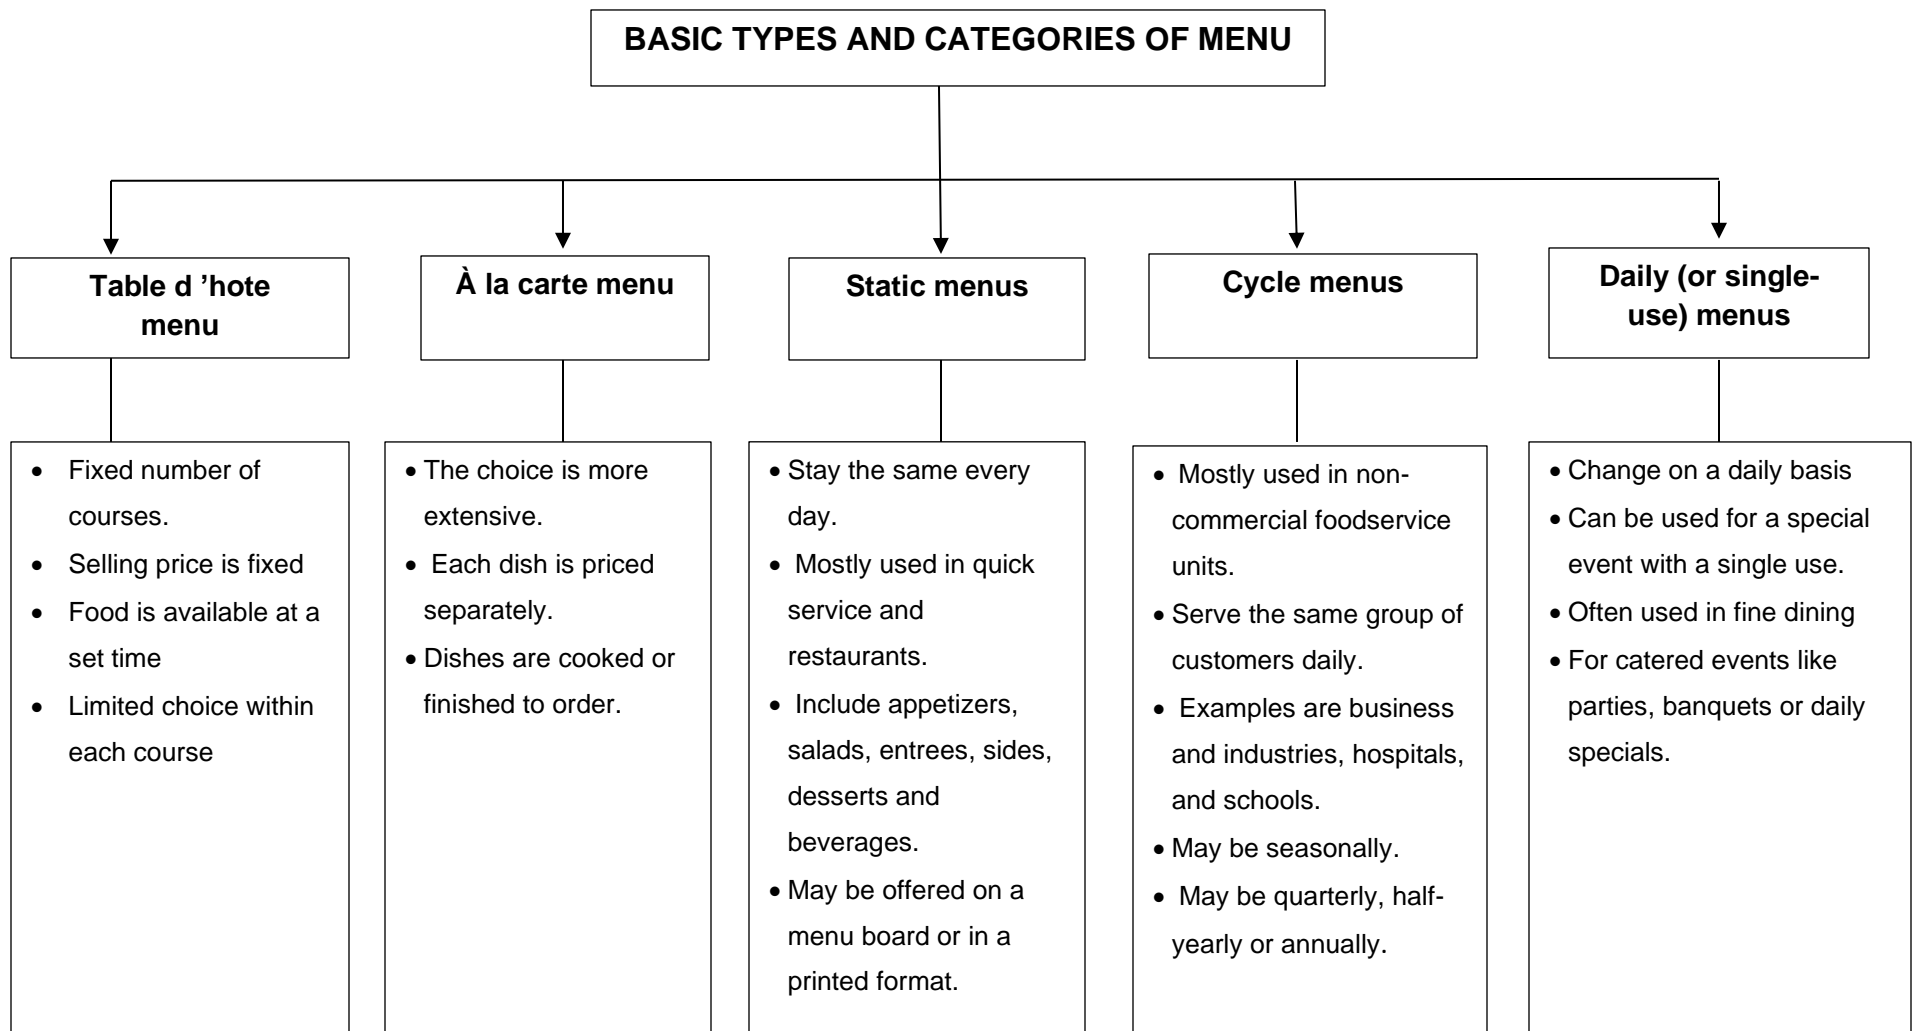 BASIC TYPES AND CATEGORIES OF MENU
Table d ’hote
menu
À la carte menu
Static menus
Cycle menus
Daily (or single-
use) menus
• Fixed number of
courses.
• Selling price is fixed
• Food is available at a
set time
• Limited choice within
each course
• The choice is more
extensive.
• Each dish is priced
separately.
• Dishes are cooked or
finished to order.
• Stay the same every
day.
• Mostly used in quick
service and
restaurants.
• Include appetizers,
salads, entrees, sides,
desserts and
beverages.
• May be offered on a
menu board or in a
printed format.
• Mostly used in non-
commercial foodservice
units.
• Serve the same group of
customers daily.
• Examples are business
and industries, hospitals,
and schools.
• May be seasonally.
• May be quarterly, half-
yearly or annually.
• Change on a daily basis
• Can be used for a special
event with a single use.
• Often used in fine dining
• For catered events like
parties, banquets or daily
specials.